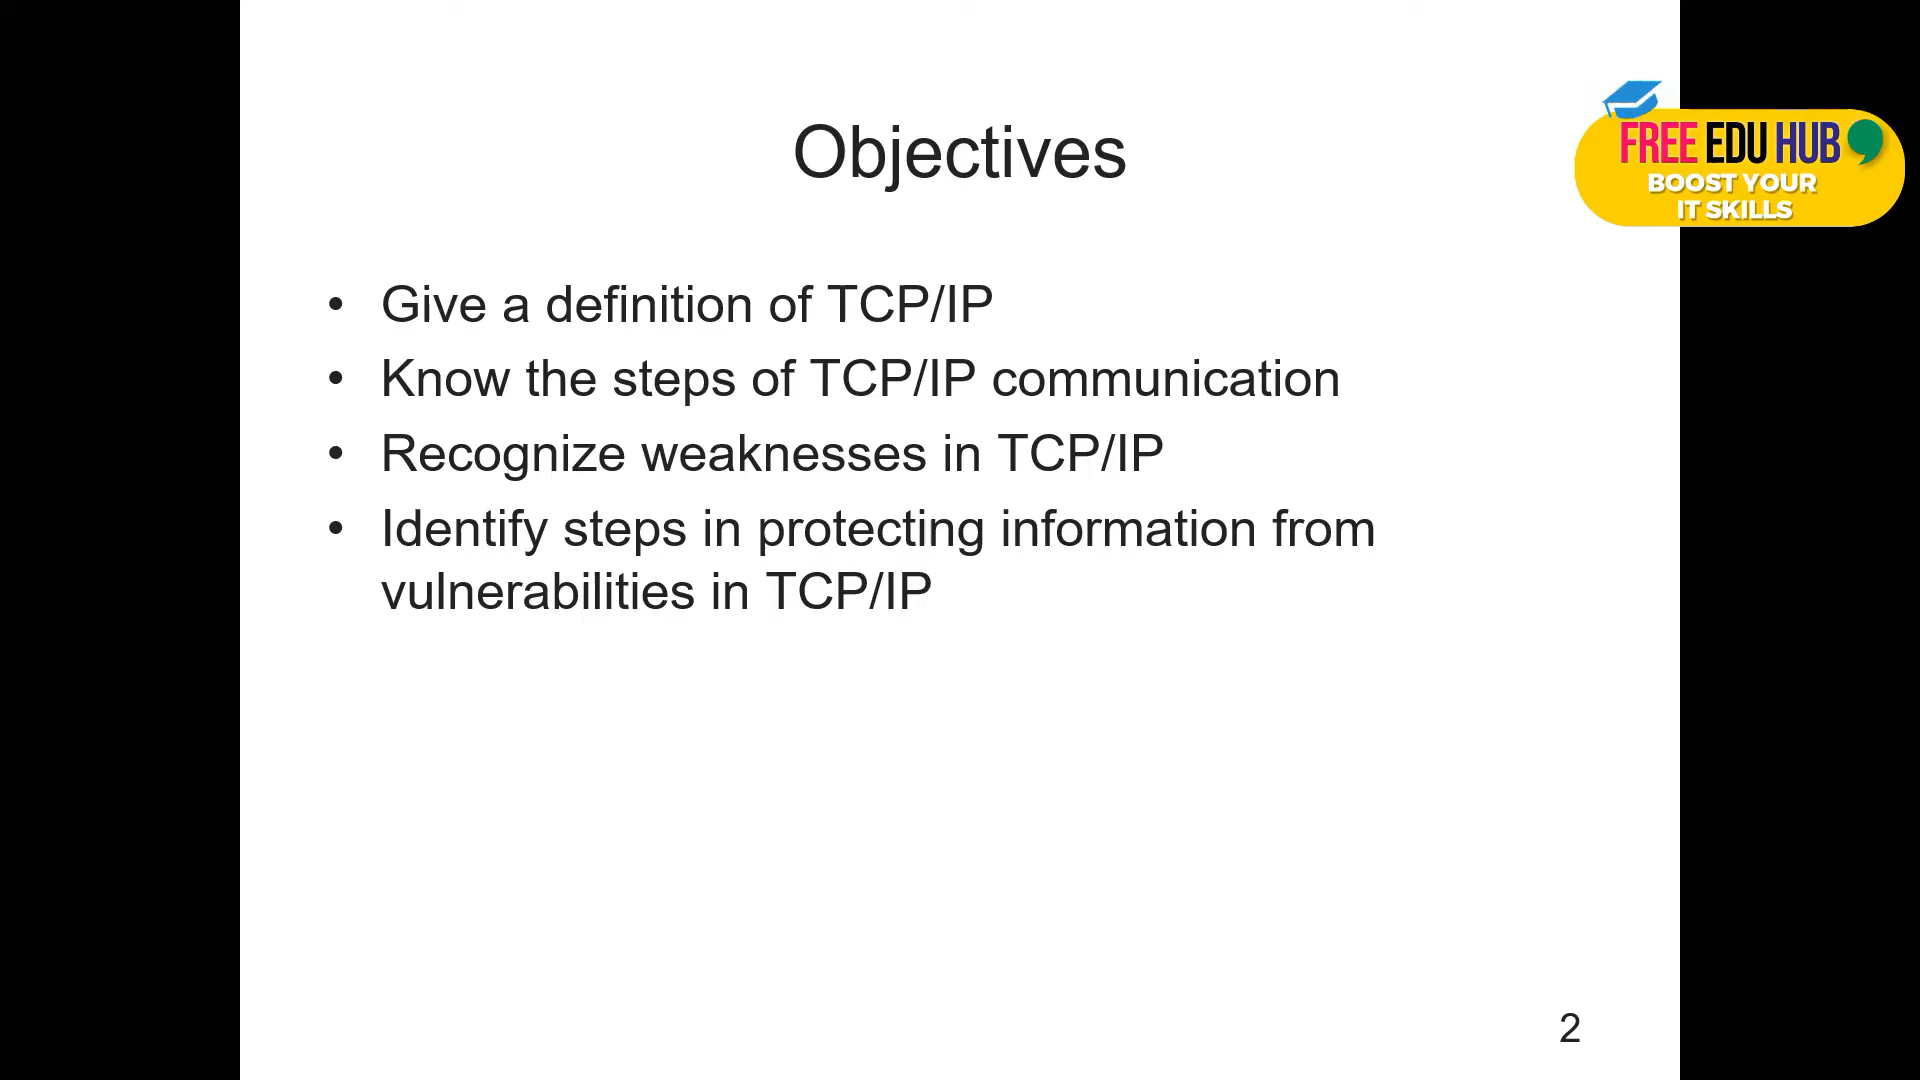 Objectives
FREE EDU HUB
BOOST YOUR
IT SKILLS
• Give a definition of TCP/IP
• Know the steps of TCP/IP communication
• Recognize weaknesses in TCP/IP
• Identify steps in protecting information from
vulnerabilities in TCP/IP
2